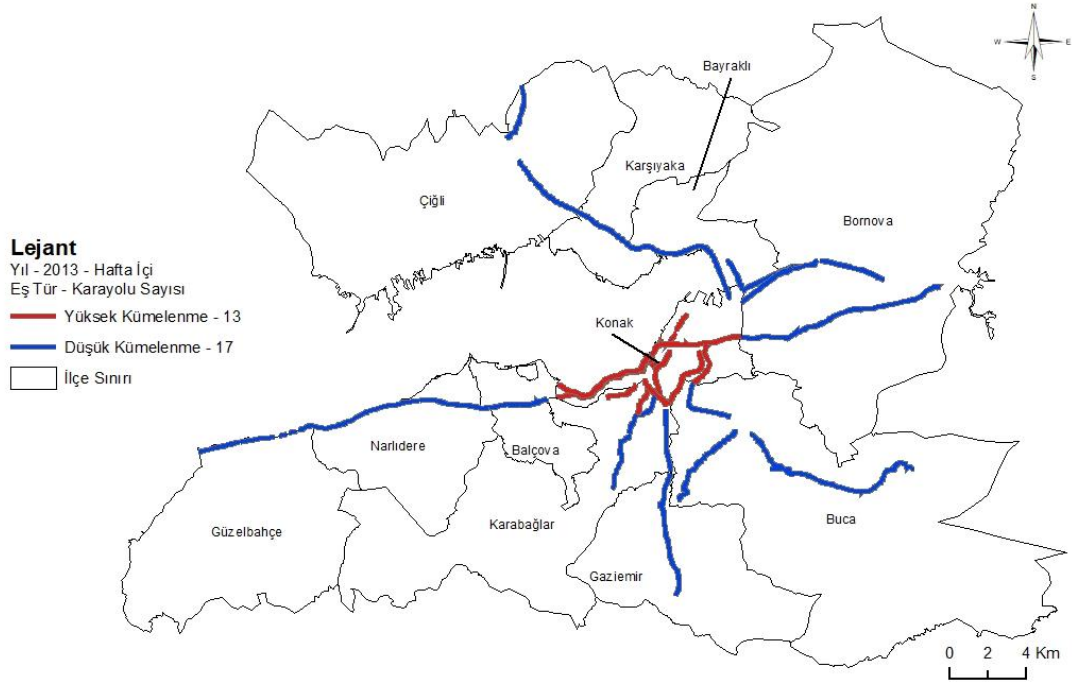 N
W
E
S
Bayraklı
Karşıyaka
Çiğli
Bornova
Lejant
Yıl - 2013 - Hafta İçi
Eş Tür - Karayolu Sayısı
Yüksek Kümelenme - 13
Düşük Kümelenme - 17
İlçe Sınırı
Konak
Narlıdere
Balçova
Güzelbahçe
Karabağlar
Buca
Gaziemir
0 2 4 Km